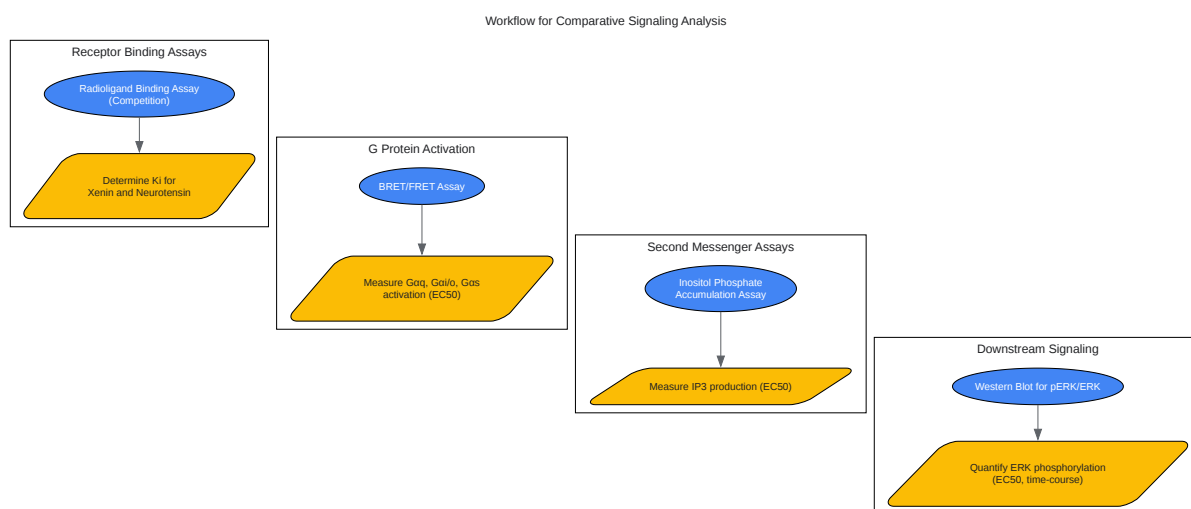 Workflow for Comparative Signaling Analysis
Receptor Binding Assays
Radioligand Binding Assay
(Competition)
Determine Ki for
Xenin and Neurotensin
G Protein Activation
BRET/FRET Assay
Measure Gαq, Gαi/o, Gαs
activation (EC50)
Second Messenger Assays
Inositol Phosphate
Accumulation Assay
Measure IP3 production (EC50)
Downstream Signaling
Western Blot for pERK/ERK
Quantify ERK phosphorylation
(EC50, time-course)